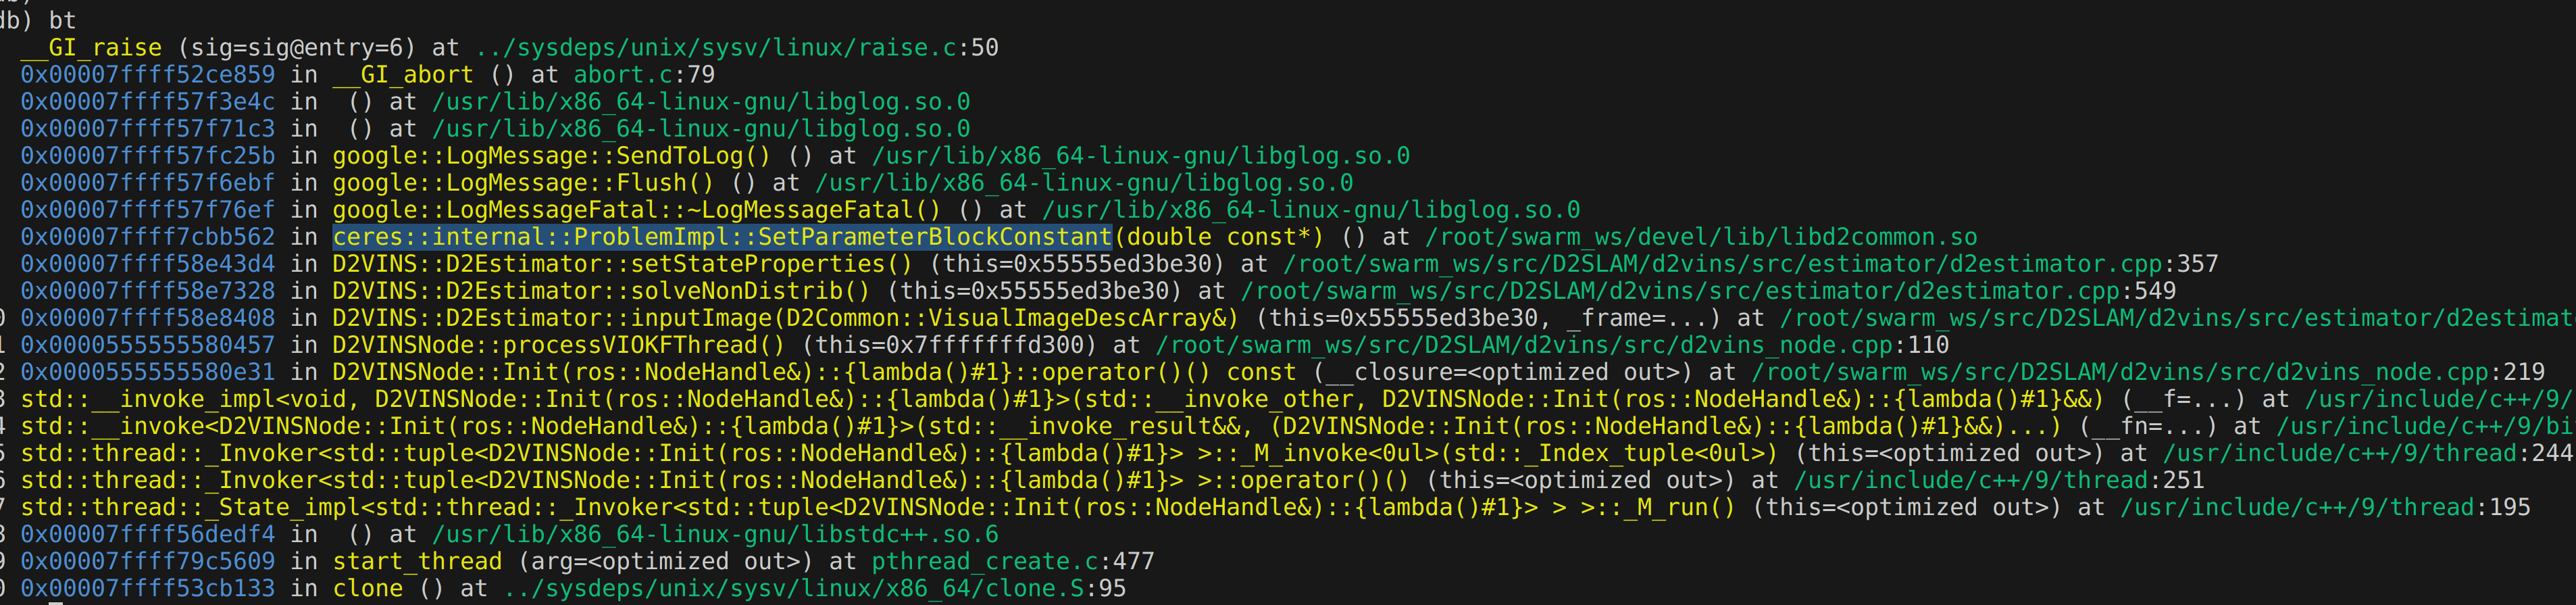 db) bt
__GI_raise (sig=sig@entry=6) at ../sysdeps/unix/sysv/linux/raise.c:50
0x00007ffff52ce859 in __GI_abort () at abort.c:79
0x00007ffff57f3e4c in  () at /usr/lib/x86_64-linux-gnu/libglog.so.0
0x00007ffff57f71c3 in  () at /usr/lib/x86_64-linux-gnu/libglog.so.0
0x00007ffff57fc25b in google::LogMessage::SendToLog() () at /usr/lib/x86_64-linux-gnu/libglog.so.0
0x00007ffff57f6ebf in google::LogMessage::Flush() () at /usr/lib/x86_64-linux-gnu/libglog.so.0
0x00007ffff57f76ef in google::LogMessageFatal::~LogMessageFatal() () at /usr/lib/x86_64-linux-gnu/libglog.so.0
0x00007ffff7cbb562 in ceres::internal::ProblemImpl::SetParameterBlockConstant(double const*) () at /root/swarm_ws/devel/lib/libd2common.so
0x00007ffff58e43d4 in D2VINS::D2Estimator::setStateProperties() (this=0x55555ed3be30) at /root/swarm_ws/src/D2SLAM/d2vins/src/estimator/d2estimator.cpp:357
0x00007ffff58e7328 in D2VINS::D2Estimator::solveNonDistrib() (this=0x55555ed3be30) at /root/swarm_ws/src/D2SLAM/d2vins/src/estimator/d2estimator.cpp:549
0 0x00007ffff58e8408 in D2VINS::D2Estimator::inputImage(D2Common::VisualImageDescArray&) (this=0x55555ed3be30, _frame=...) at /root/swarm_ws/src/D2SLAM/d2vins/src/estimator/d2estimat
1 0x0000555555580457 in D2VINSNode::processVIOKFThread() (this=0x7fffffffd300) at /root/swarm_ws/src/D2SLAM/d2vins/src/d2vins_node.cpp:110
2 0x0000555555580e31 in D2VINSNode::Init(ros::NodeHandle&)::{lambda()#1}::operator()() const (__closure=<optimized out>) at /root/swarm_ws/src/D2SLAM/d2vins/src/d2vins_node.cpp:219
3 std::__invoke_impl<void, D2VINSNode::Init(ros::NodeHandle&)::{lambda()#1}>(std::__invoke_other, D2VINSNode::Init(ros::NodeHandle&)::{lambda()#1}&&) (__f=...) at /usr/include/c++/9/
4 std::__invoke<D2VINSNode::Init(ros::NodeHandle&)::{lambda()#1}>(std::__invoke_result&&, (D2VINSNode::Init(ros::NodeHandle&)::{lambda()#1}&&)...) (__fn=...) at /usr/include/c++/9/bi
5 std::thread::_Invoker<std::tuple<D2VINSNode::Init(ros::NodeHandle&)::{lambda()#1}> >::_M_invoke<0ul>(std::_Index_tuple<0ul>) (this=<optimized out>) at /usr/include/c++/9/thread:244
6 std::thread::_Invoker<std::tuple<D2VINSNode::Init(ros::NodeHandle&)::{lambda()#1}> >::operator()() (this=<optimized out>) at /usr/include/c++/9/thread:251
7 std::thread::_State_impl<std::thread::_Invoker<std::tuple<D2VINSNode::Init(ros::NodeHandle&)::{lambda()#1}> > >::_M_run() (this=<optimized out>) at /usr/include/c++/9/thread:195
8 0x00007ffff56dedf4 in  () at /usr/lib/x86_64-linux-gnu/libstdc++.so.6
9 0x00007ffff79c5609 in start_thread (arg=<optimized out>) at pthread_create.c:477
0 0x00007ffff53cb133 in clone () at ../sysdeps/unix/sysv/linux/x86_64/clone.S:95